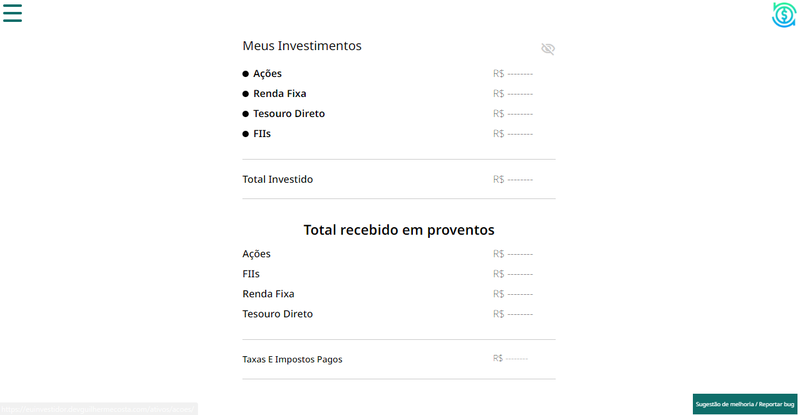 Meus Investimentos
Ações R$ --------
Renda Fixa R$ --------
Tesouro Direto R$ --------
FIIs R$ --------
Total Investido R$ --------
Total recebido em proventos
Ações R$ --------
FIIs R$ --------
Renda Fixa R$ --------
Tesouro Direto R$ --------
Taxas E Impostos Pagos R$ --------
Sugestão de melhoria / Reportar bug